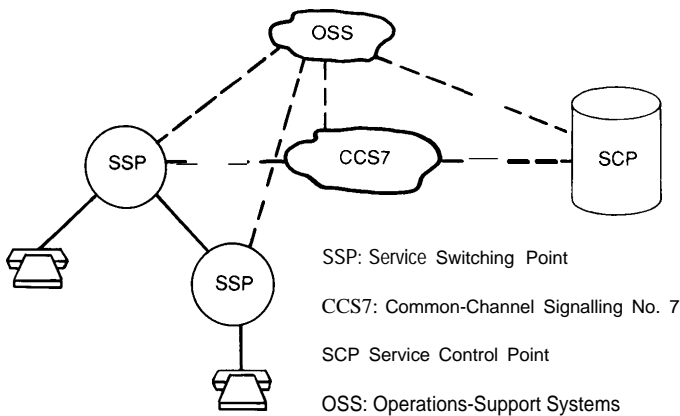 OSS
SSP
CCS7
SCP
SSP
SSP: Service Switching Point
CCS7: Common-Channel Signalling No. 7
SCP Service Control Point
OSS: Operations-Support Systems